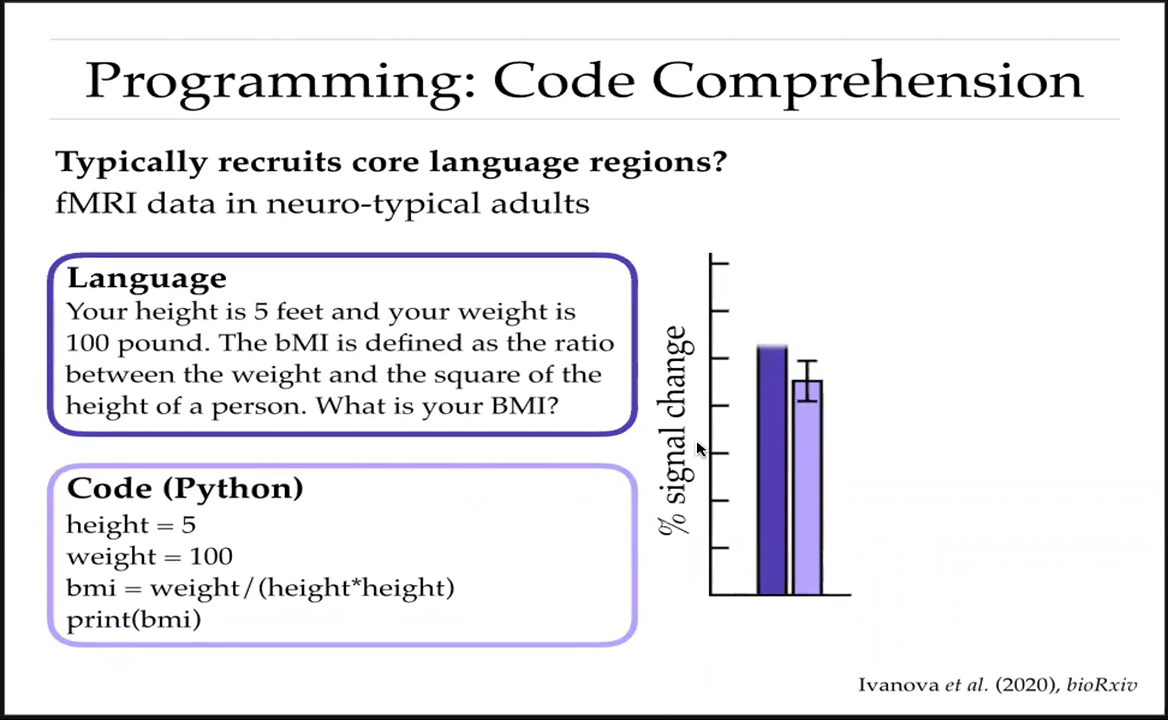 Programming: Code Comprehension
Typically recruits core language regions?
fMRI data in neuro-typical adults
Language
Your height is 5 feet and your weight is
100 pound. The bMI is defined as the ratio
between the weight and the square of the
height of a person. What is your BMI?
Code (Python)
height = 5
weight = 100
bmi = weight/(height*height)
print(bmi)
% signal change
Ivanova et al. (2020), bioRxiv